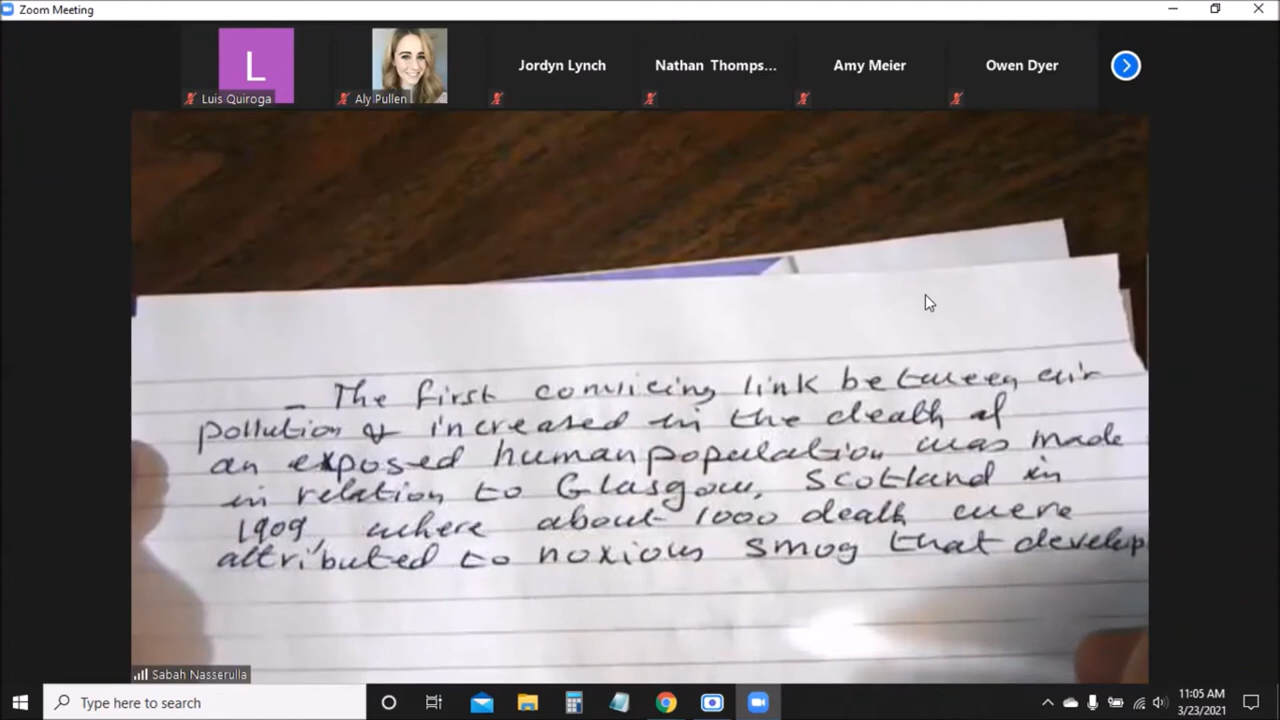 Zoom Meeting
L
Luis Quiroga
Aly Pullen
Jordyn Lynch
Nathan Thomps...
Amy Meier
Owen Dyer
- The first convicing link between air
pollution & increased in the death of
an exposed human population was made
in relation to Glasgow, Scotland in
1909, where about 1000 death were
attributed to noxious smog that develop
Sabah Nasserulla
Type here to search
11:05 AM
3/23/2021